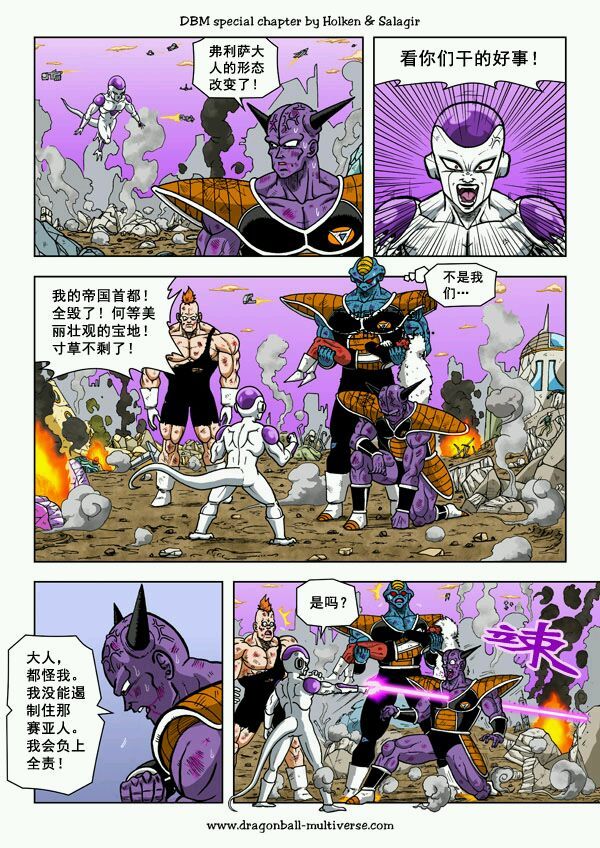 DBM special chapter by Holken & Salagir
弗利萨大
人的形态
改变了！
看你们干的好事！
我的帝国首都！
全毁了！何等美
丽壮观的宝地！
寸草不剩了！
不是我
们…
大人，
都怪我。
我没能遏
制住那
赛亚人。
我会负上
全责！
是吗？
www.dragonball-multiverse.com